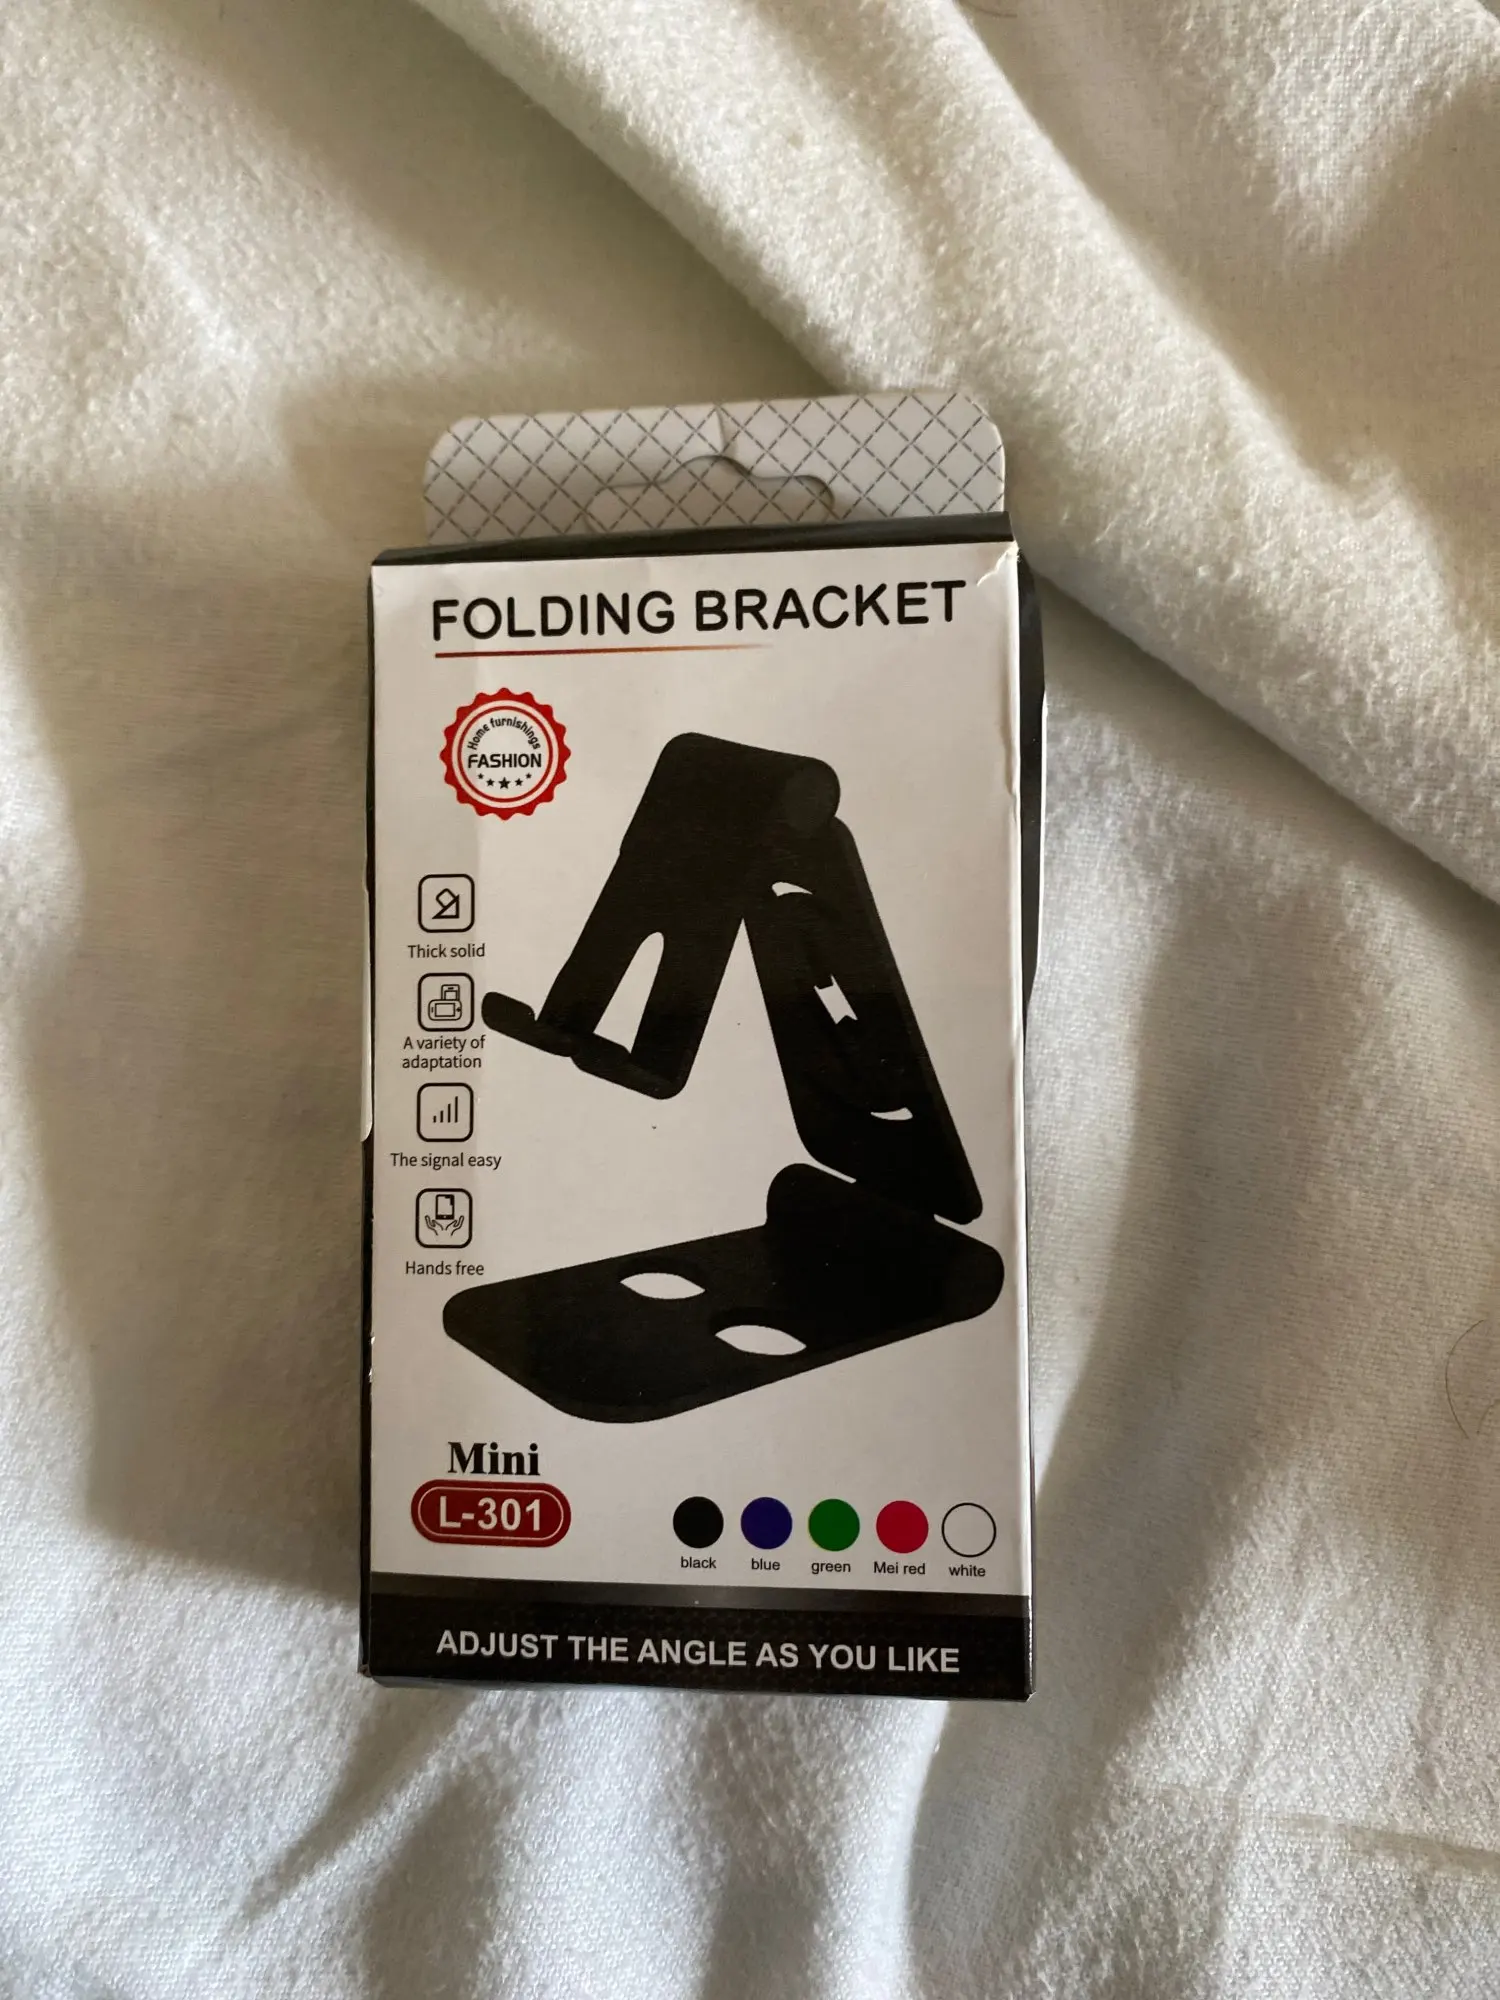 FOLDING BRACKET
Home furnishings
FASHION
Thick solid
A variety of
adaptation
The signal easy
Hands free
Mini
L-301
black
blue
green
Mei red
white
ADJUST THE ANGLE AS YOU LIKE